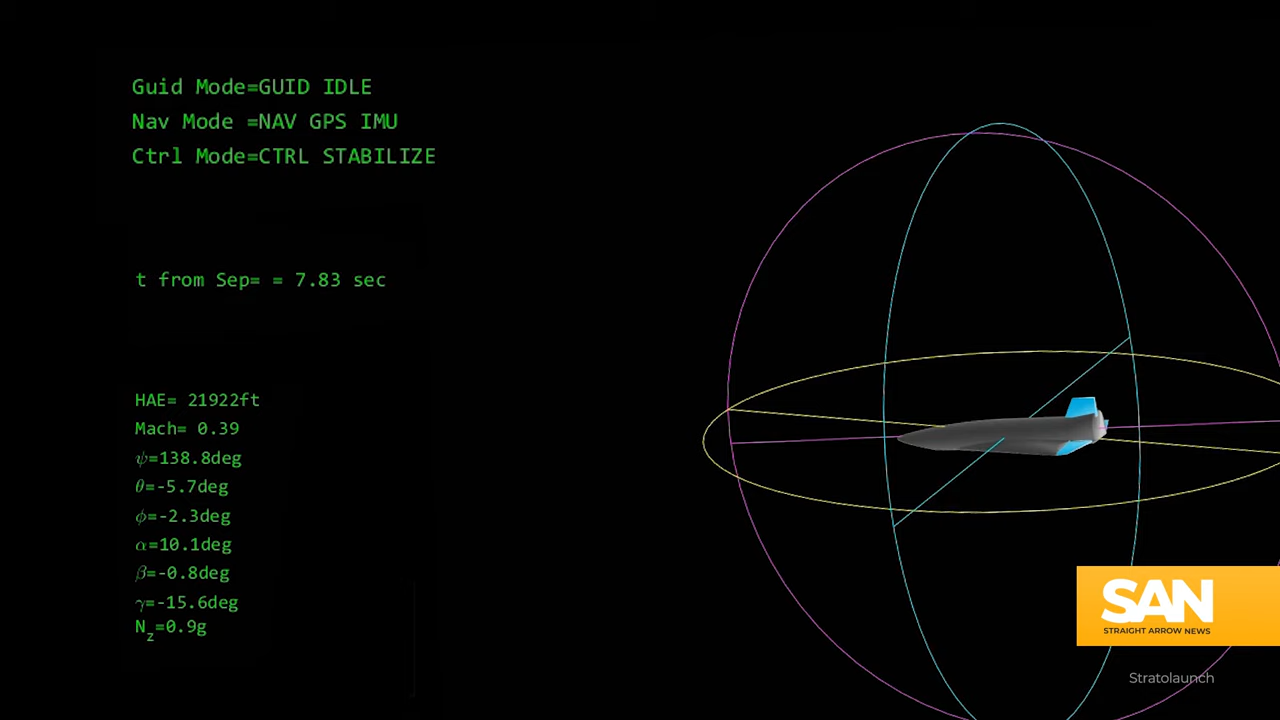 Guid Mode=GUID IDLE
Nav Mode =NAV GPS IMU
Ctrl Mode=CTRL STABILIZE
t from Sep= = 7.83 sec
HAE= 21922ft
Mach= 0.39
ψ=138.8deg
θ=-5.7deg
ϕ=-2.3deg
α=10.1deg
β=-0.8deg
γ=-15.6deg
N_z=0.9g
SAN
STRAIGHT ARROW NEWS
Stratolaunch